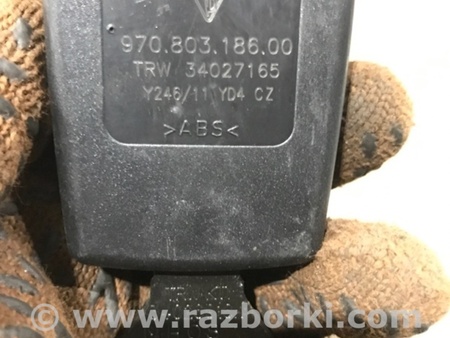 970.803.186.00
TRW 34027165
Y246/11 YD4 CZ
>ABS<
www.razborki.com